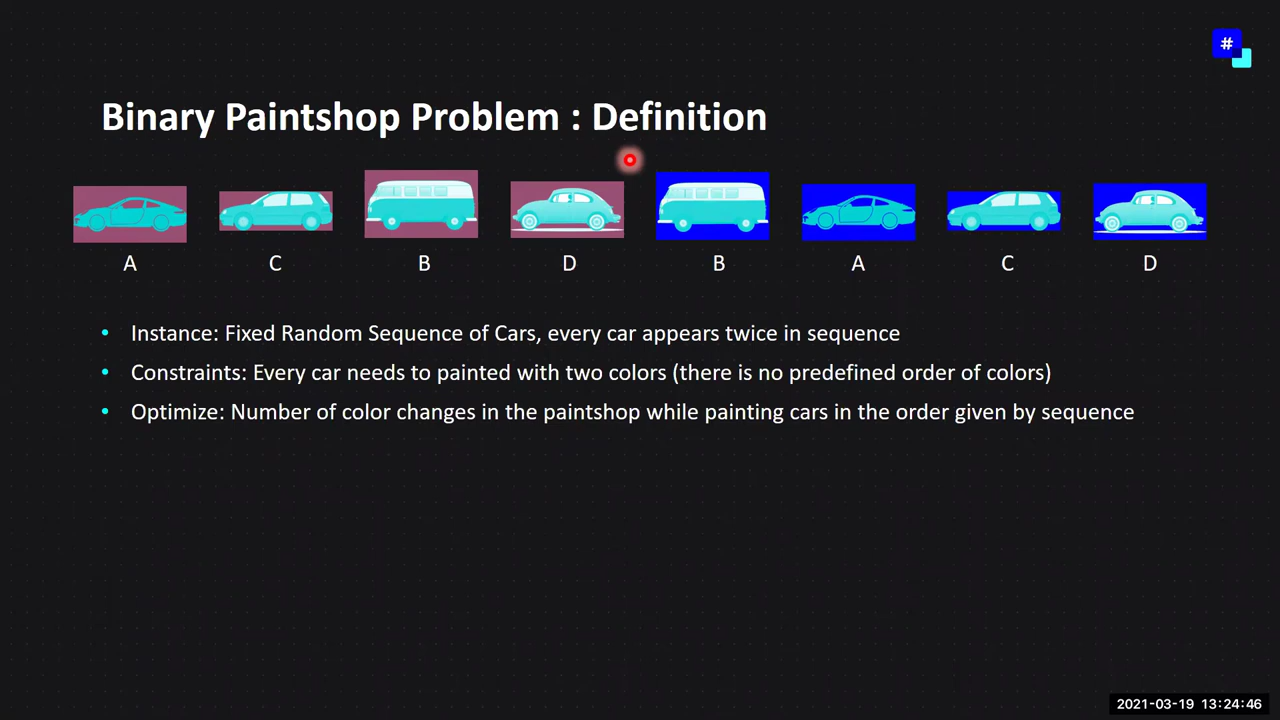 #
Binary Paintshop Problem : Definition
A C B D B A C D
• Instance: Fixed Random Sequence of Cars, every car appears twice in sequence
• Constraints: Every car needs to painted with two colors (there is no predefined order of colors)
• Optimize: Number of color changes in the paintshop while painting cars in the order given by sequence
2021-03-19 13:24:46